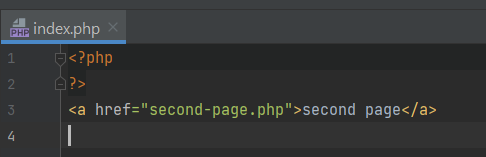 index.php
1 <?php
2 ?>
3 <a href="second-page.php">second page</a>
4